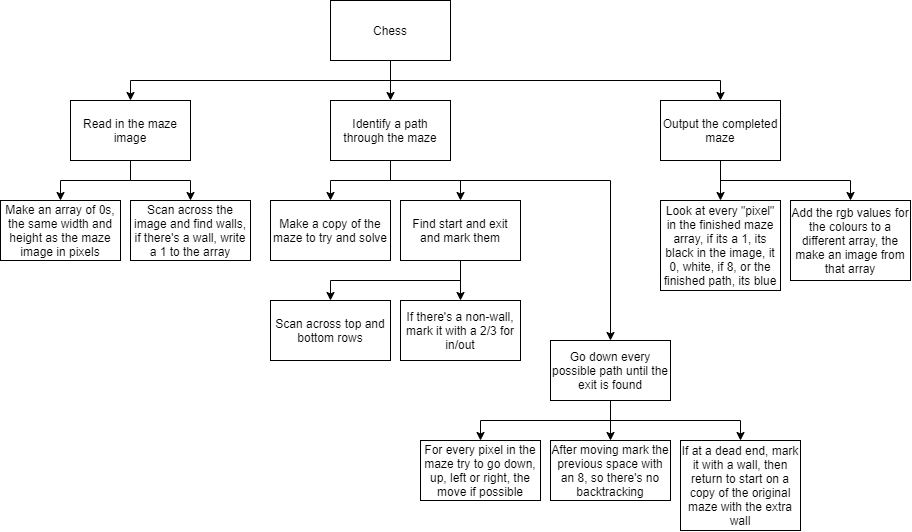 Chess
Read in the maze
image
Identify a path
through the maze
Output the completed
maze
Make an array of 0s,
the same width and
height as the maze
image in pixels
Scan across the
image and find walls,
if there's a wall, write
a 1 to the array
Make a copy of the
maze to try and solve
Find start and exit
and mark them
Look at every "pixel"
in the finished maze
array, if its a 1, its
black in the image, it
0, white, if 8, or the
finished path, its blue
Add the rgb values for
the colours to a
different array, the
make an image from
that array
Scan across top and
bottom rows
If there's a non-wall,
mark it with a 2/3 for
in/out
Go down every
possible path until the
exit is found
For every pixel in the
maze try to go down,
up, left or right, the
move if possible
After moving mark the
previous space with
an 8, so there's no
backtracking
If at a dead end, mark
it with a wall, then
return to start on a
copy of the original
maze with the extra
wall